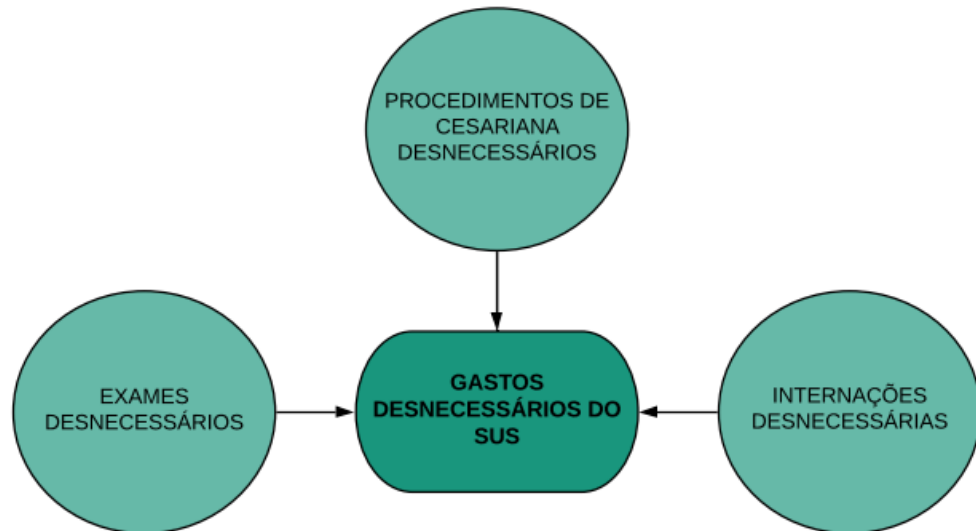 PROCEDIMENTOS DE
CESARIANA
DESNECESSÁRIOS
EXAMES
DESNECESSÁRIOS
GASTOS
DESNECESSÁRIOS DO
SUS
INTERNAÇÕES
DESNECESSÁRIAS